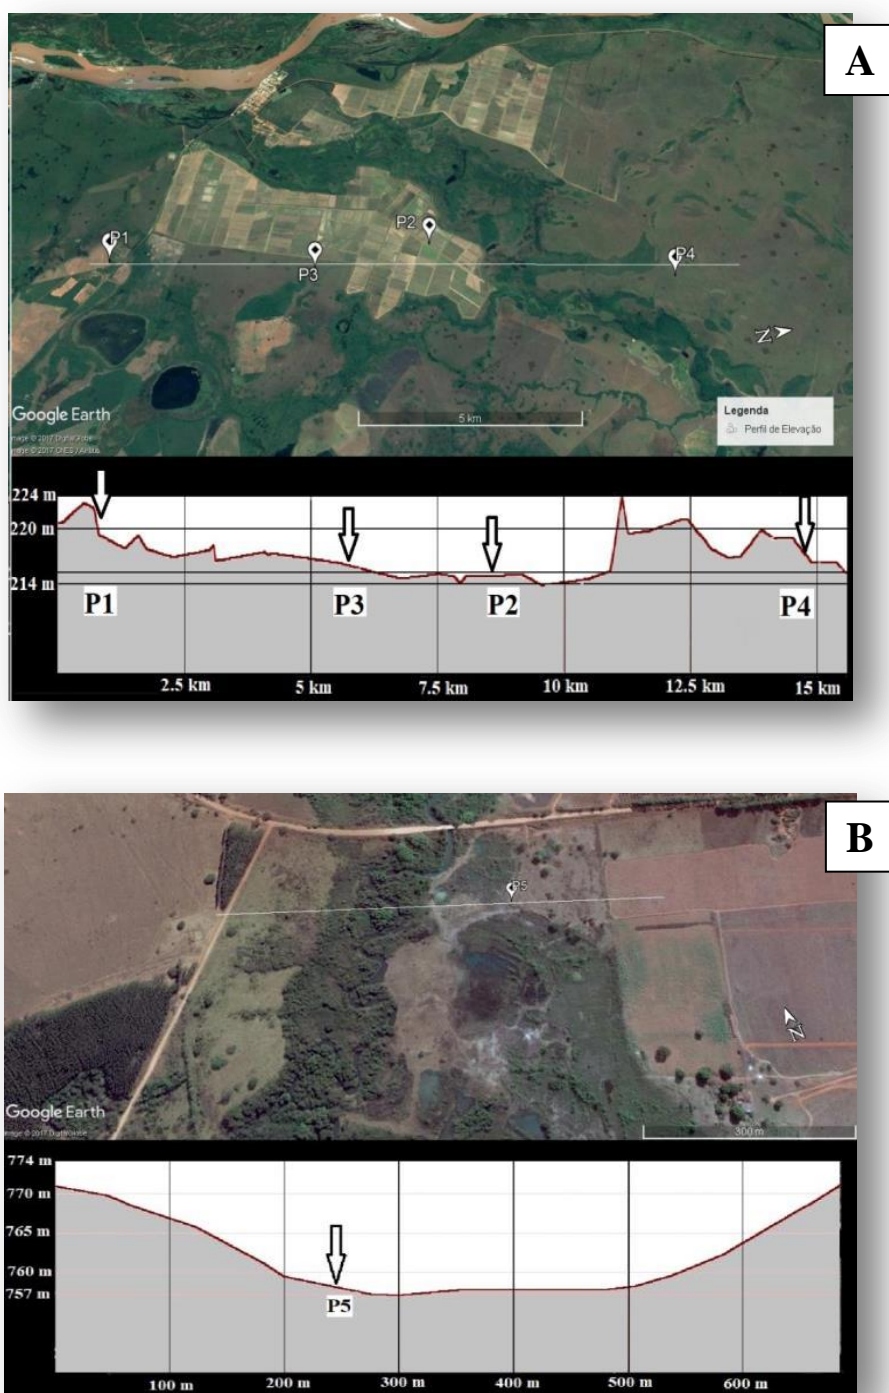 A
P1
P2
P3
P4
N
Google Earth
5 km
Legenda
Perfil de Elevação
224 m
220 m
214 m
P1
P3
P2
P4
2.5 km
5 km
7.5 km
10 km
12.5 km
15 km
B
P5
N
Google Earth
300 m
774 m
770 m
765 m
760 m
757 m
P5
100 m
200 m
300 m
400 m
500 m
600 m